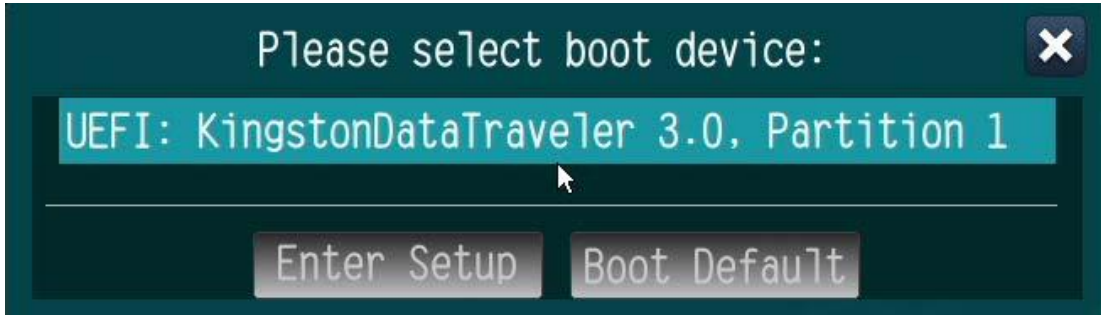 Please select boot device:
UEFI: KingstonDataTraveler 3.0, Partition 1
Enter Setup
Boot Default